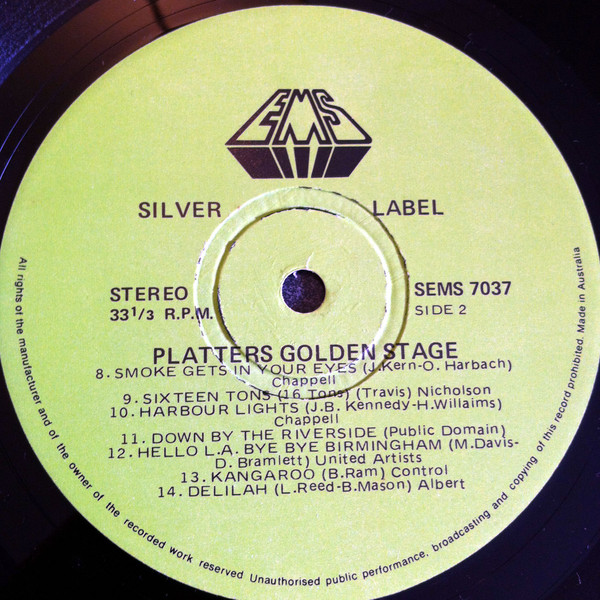 EMS
SILVER LABEL
STEREO
33 1/3 R.P.M.
SEMS 7037
SIDE 2
PLATTERS GOLDEN STAGE
8. SMOKE GETS IN YOUR EYES (J.Kern-O. Harbach)
Chappell
9. SIXTEEN TONS (16 Tons) (Travis) Nicholson
10. HARBOUR LIGHTS (J.B. Kennedy-H.Willaims)
Chappell
11. DOWN BY THE RIVERSIDE (Public Domain)
12. HELLO L.A. BYE BYE BIRMINGHAM (M.Davis-
D. Bramlett) United Artists
13. KANGAROO (B.Ram) Control
14. DELILAH (L.Reed-B.Mason) Albert
All rights of the manufacturer and of the owner of the recorded work reserved Unauthorised public performance, broadcasting and copying of this record prohibited. Made in Australia